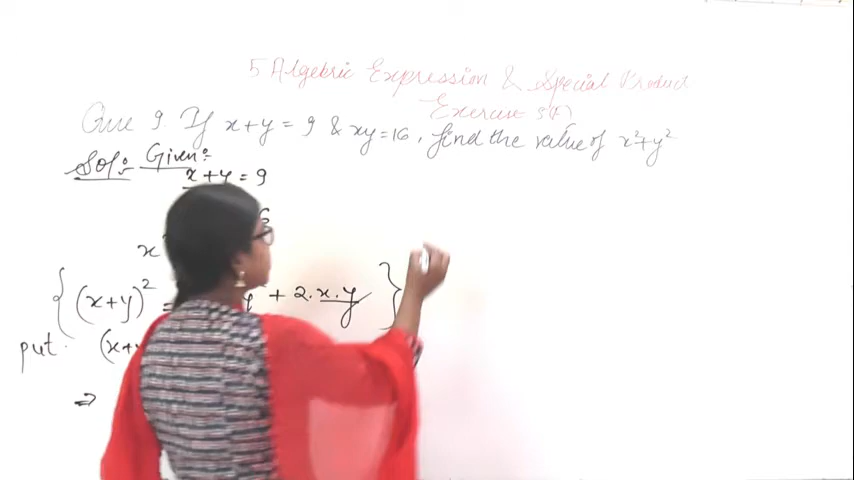 5 Algebric Expression & Special Product
Exercise 5(A)
Que 9 If x+y = 9 & xy=16, find the value of x²+y²
Sol: Given:
x+y = 9
x
{(x+y)² = y + 2.x.y}
put. (x+y
⇒